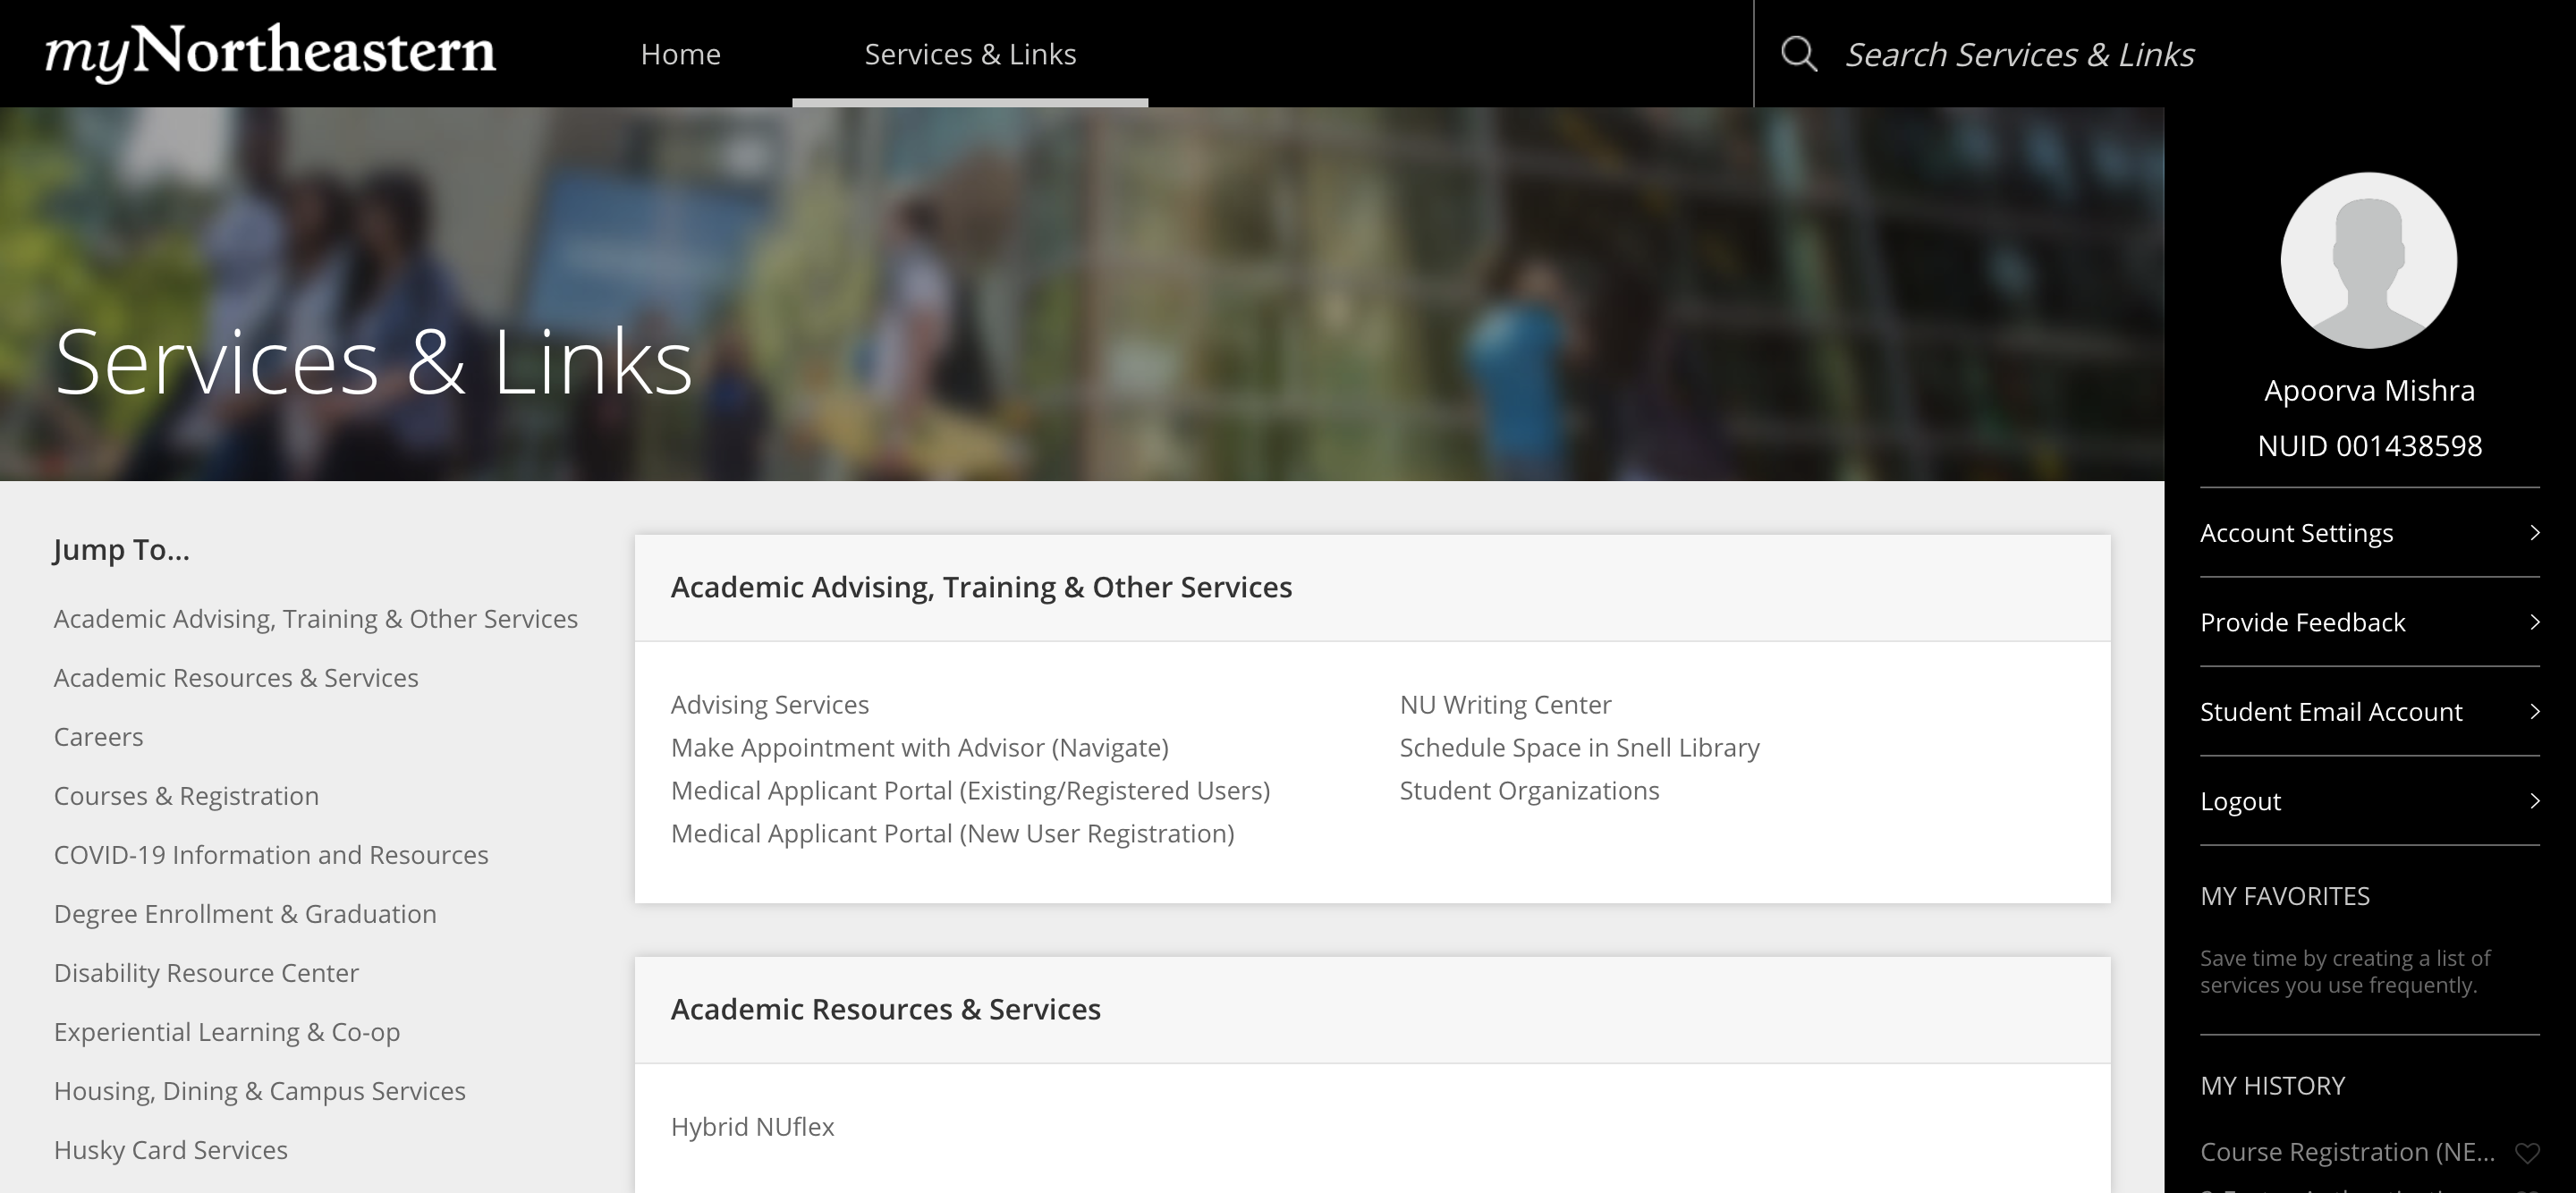 myNortheastern
Home
Services & Links
Search Services & Links
Services & Links
Jump To...
Academic Advising, Training & Other Services
Academic Resources & Services
Careers
Courses & Registration
COVID-19 Information and Resources
Degree Enrollment & Graduation
Disability Resource Center
Experiential Learning & Co-op
Housing, Dining & Campus Services
Husky Card Services
Academic Advising, Training & Other Services
Advising Services
Make Appointment with Advisor (Navigate)
Medical Applicant Portal (Existing/Registered Users)
Medical Applicant Portal (New User Registration)
NU Writing Center
Schedule Space in Snell Library
Student Organizations
Academic Resources & Services
Hybrid NUflex
Apoorva Mishra
NUID 001438598
Account Settings
Provide Feedback
Student Email Account
Logout
MY FAVORITES
Save time by creating a list of
services you use frequently.
MY HISTORY
Course Registration (NE...